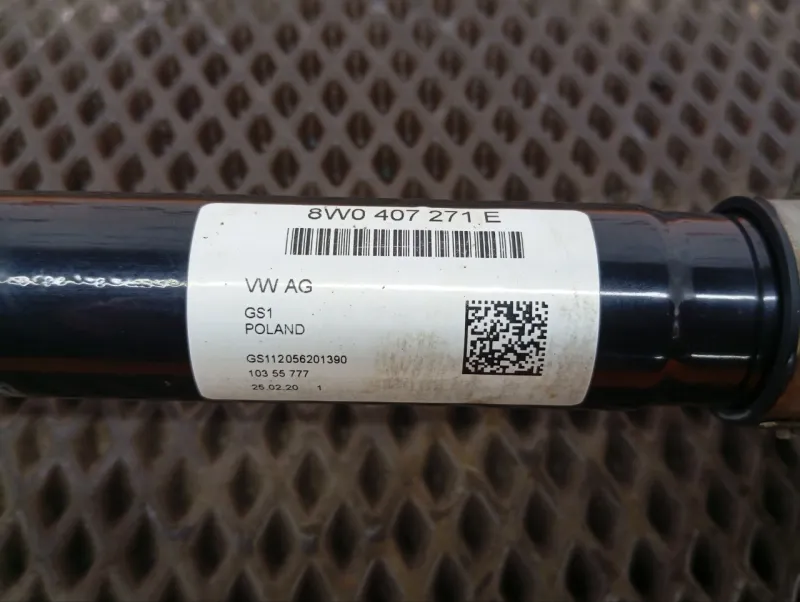 8W0 407 271 E
VW AG
GS1
POLAND
GS112056201390
103 55 777
25.02.20 1